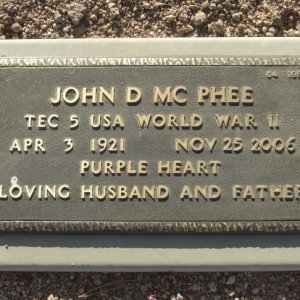 JOHN D MC PHEE
TEC 5 USA WORLD WAR II
APR 3 1921 NOV 25 2006
PURPLE HEART
LOVING HUSBAND AND FATHER